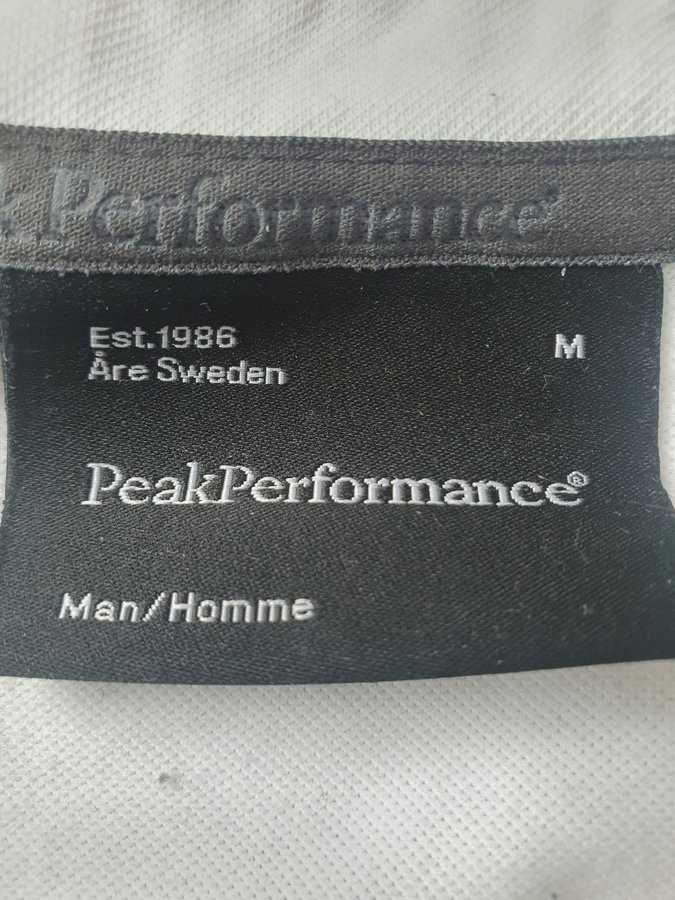 k Performance®
Est.1986
M
Åre Sweden
PeakPerformance®
Man/Homme